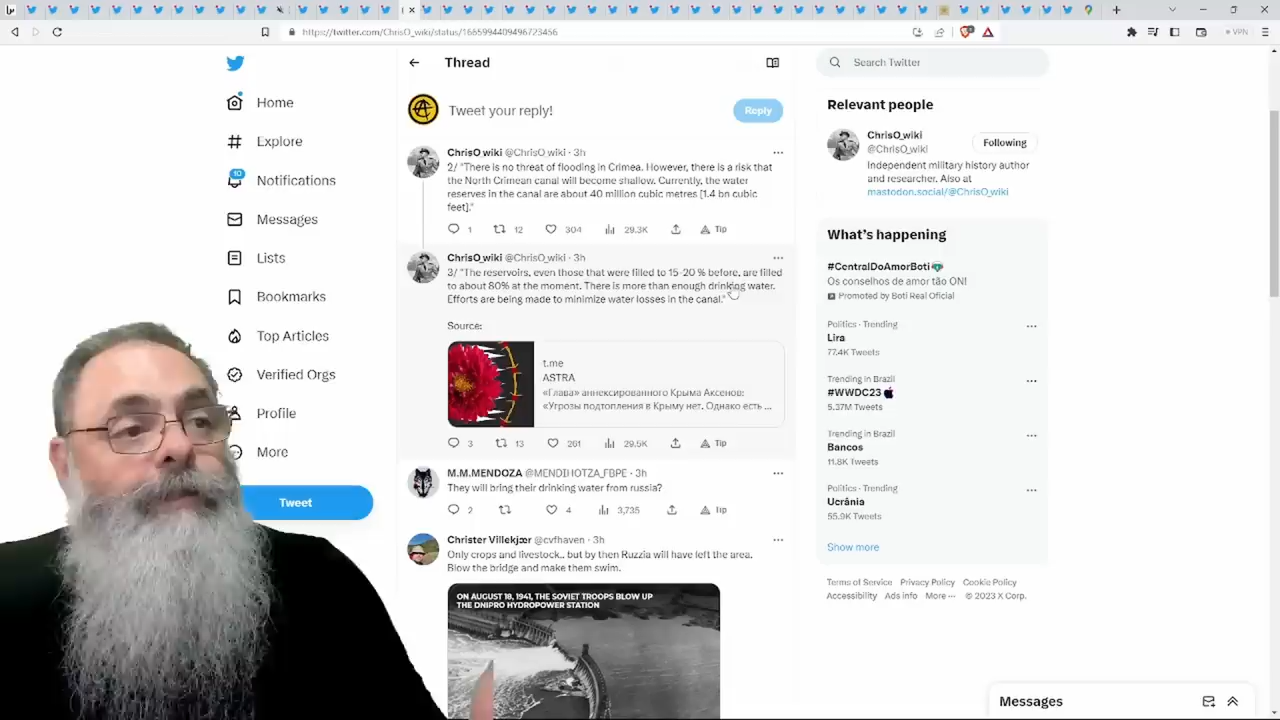 https://twitter.com/ChrisO_wiki/status/1665994409496723456
Home
Explore
10
Notifications
Messages
Lists
Bookmarks
Top Articles
Verified Orgs
Profile
More
Tweet
Thread
Tweet your reply!
Reply
ChrisO_wiki @ChrisO_wiki · 3h
2/ "There is no threat of flooding in Crimea. However, there is a risk that
the North Crimean canal will become shallow. Currently, the water
reserves in the canal are about 40 million cubic metres [1.4 bn cubic
feet]."
1 12 304 29.3K Tip
ChrisO_wiki @ChrisO_wiki · 3h
3/ "The reservoirs, even those that were filled to 15-20 % before, are filled
to about 80% at the moment. There is more than enough drinking water.
Efforts are being made to minimize water losses in the canal."
Source:
t.me
ASTRA
«Глава» аннексированного Крыма Аксенов:
«Угрозы подтопления в Крыму нет. Однако есть ...
3 13 261 29.5K Tip
M.M.MENDOZA · 3h
They will bring their drinking water from russia?
2 4 3,735 Tip
Christer Villekjær @cvfhaven · 3h
Only crops and livestock.. but by then Ruzzia will have left the area.
Blow the bridge and make them swim.
ON AUGUST 18, 1941, THE SOVIET TROOPS BLOW UP
THE DNIPRO HYDROPOWER STATION
Search Twitter
Relevant people
ChrisO_wiki
@ChrisO_wiki
Following
Independent military history author
and researcher. Also at
mastodon.social/@ChrisO_wiki
What's happening
#CentralDoAmorBoti
Os conselhos de amor tão ON!
Promoted by Boti Real Oficial
Politics · Trending
Lira
77.4K Tweets
Trending in Brazil
#WWDC23
5.37M Tweets
Trending in Brazil
Bancos
11.8K Tweets
Politics · Trending
Ucrânia
55.9K Tweets
Show more
Terms of Service Privacy Policy Cookie Policy
Accessibility Ads info More ··· © 2023 X Corp.
Messages
VPN